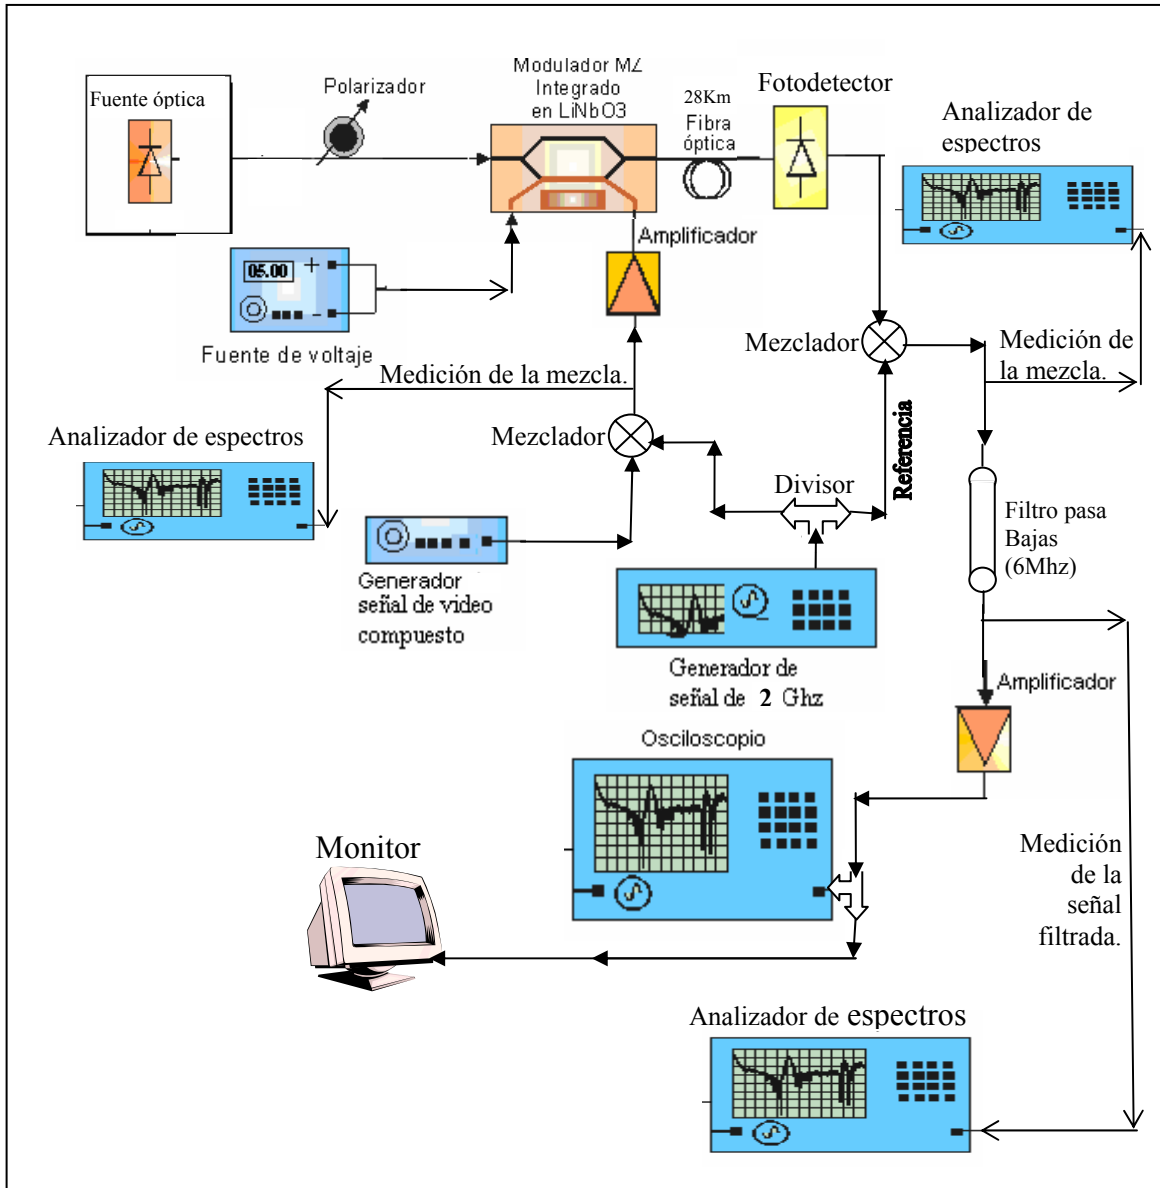 Fuente óptica
Polarizador
Modulador MZ
Integrado
en LiNbO3
28Km
Fibra
óptica
Fotodetector
Analizador de
espectros
05.00
+
-
Fuente de voltaje
Amplificador
Mezclador
Medición de
la mezcla.
Medición de la mezcla.
Analizador de espectros
Mezclador
Referencia
Divisor
Generador
señal de video
compuesto
Generador de
señal de 2 Ghz
Filtro pasa
Bajas
(6Mhz)
Amplificador
Osciloscopio
Monitor
Medición
de la
señal
filtrada.
Analizador de espectros